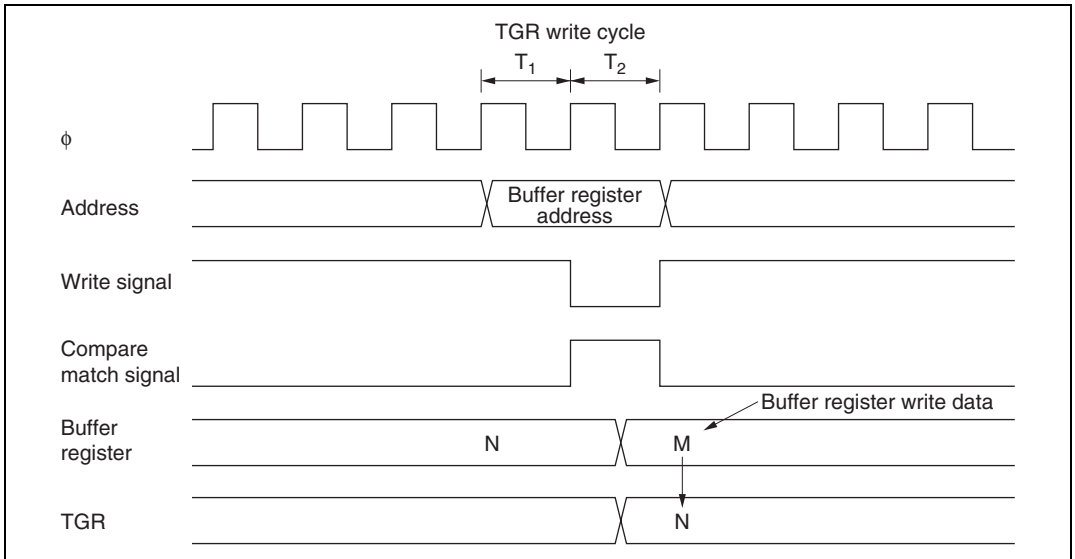 TGR write cycle
T₁ T₂
ϕ
Address
Buffer register
address
Write signal
Compare
match signal
Buffer register write data
Buffer
register
N M
TGR
N